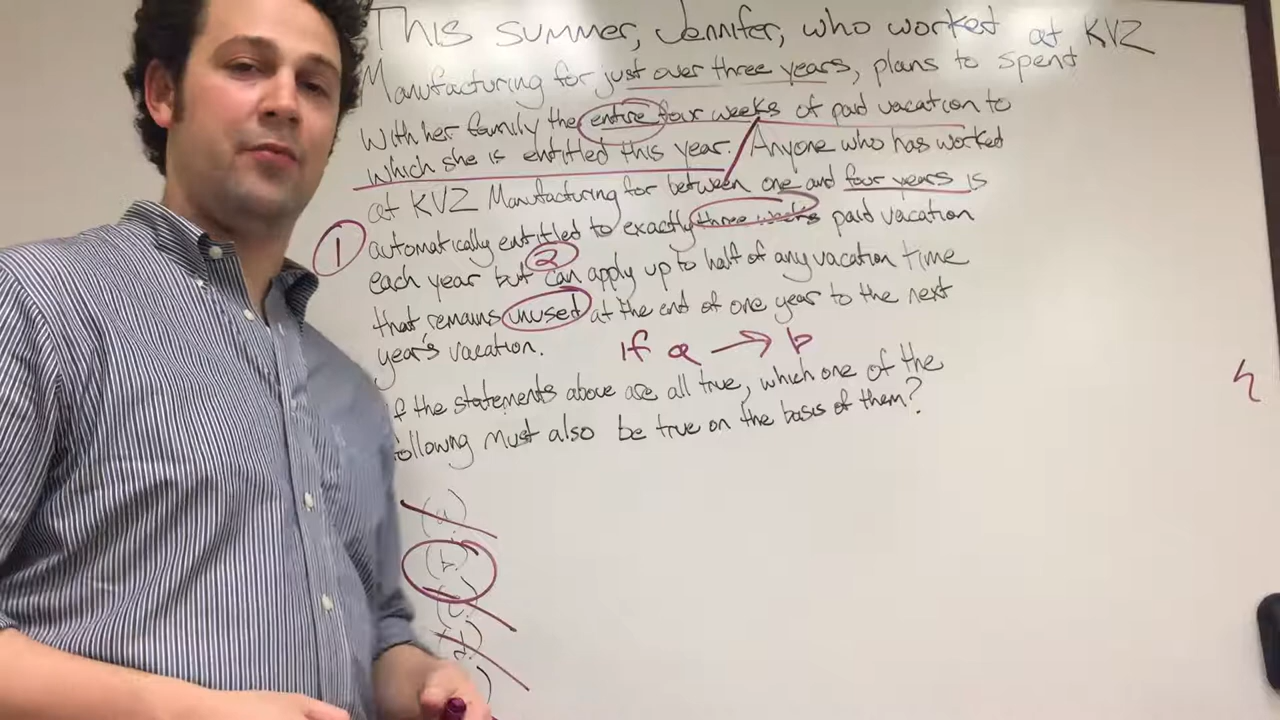 This summer, Jennifer, who worked at KVZ
Manufacturing for just over three years, plans to spend
With her family the entire four weeks of paid vacation to
which she is entitled this year. Anyone who has worked
at KVZ Manufacturing for between one and four years is
1 automatically entitled to exactly three weeks paid vacation
2
each year but can apply up to half of any vacation time
that remains unused at the end of one year to the next
year's vacation.
if a → b
f the statements above are all true, which one of the
ollowing must also be true on the basis of them?